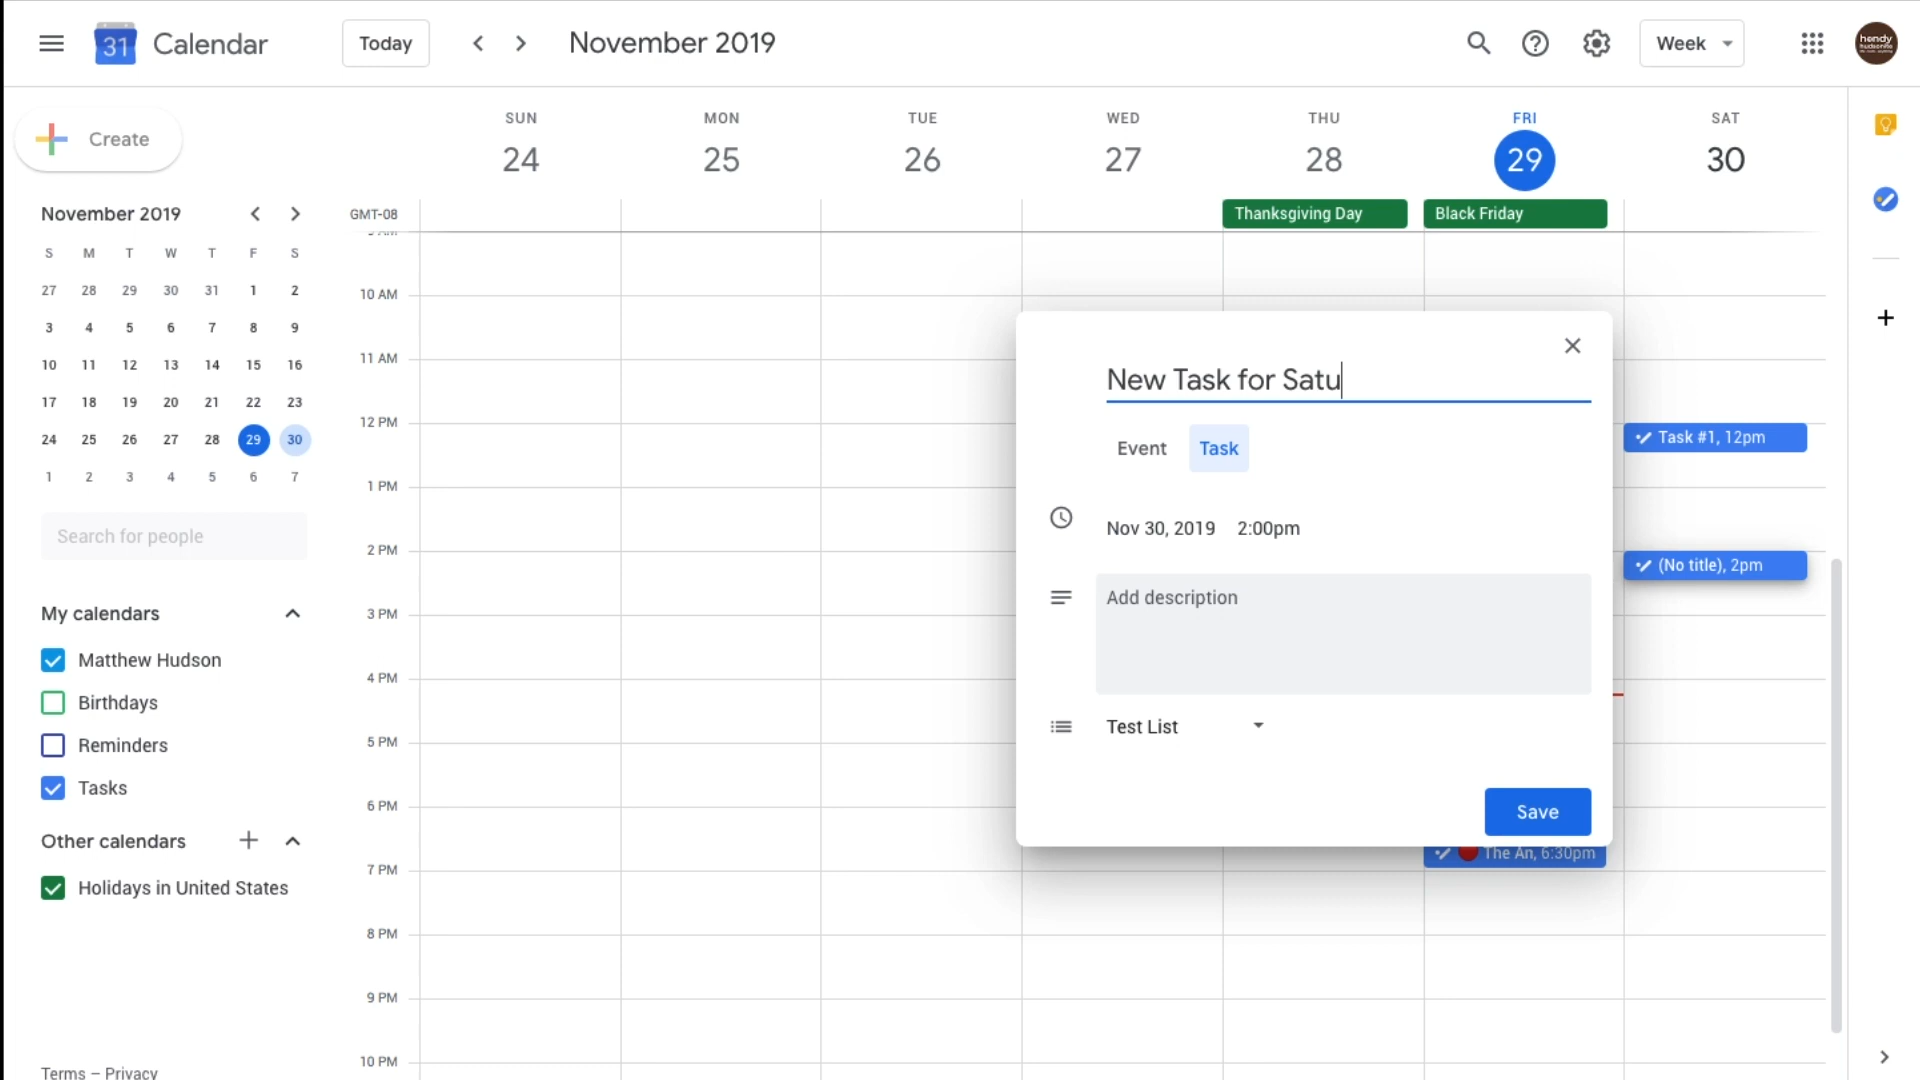 31 Calendar
Today
November 2019
Week
hendy
hudsonite
Create
SUN
24
MON
25
TUE
26
WED
27
THU
28
FRI
29
SAT
30
GMT-08
Thanksgiving Day
Black Friday
November 2019
S M T W T F S
27 28 29 30 31 1 2
3 4 5 6 7 8 9
10 11 12 13 14 15 16
17 18 19 20 21 22 23
24 25 26 27 28 29 30
1 2 3 4 5 6 7
Search for people
My calendars
Matthew Hudson
Birthdays
Reminders
Tasks
Other calendars
Holidays in United States
Terms – Privacy
10 AM
11 AM
12 PM
1 PM
2 PM
3 PM
4 PM
5 PM
6 PM
7 PM
8 PM
9 PM
10 PM
New Task for Satu
Event Task
Nov 30, 2019 2:00pm
Add description
Test List
Save
Task #1, 12pm
(No title), 2pm
The An, 6:30pm